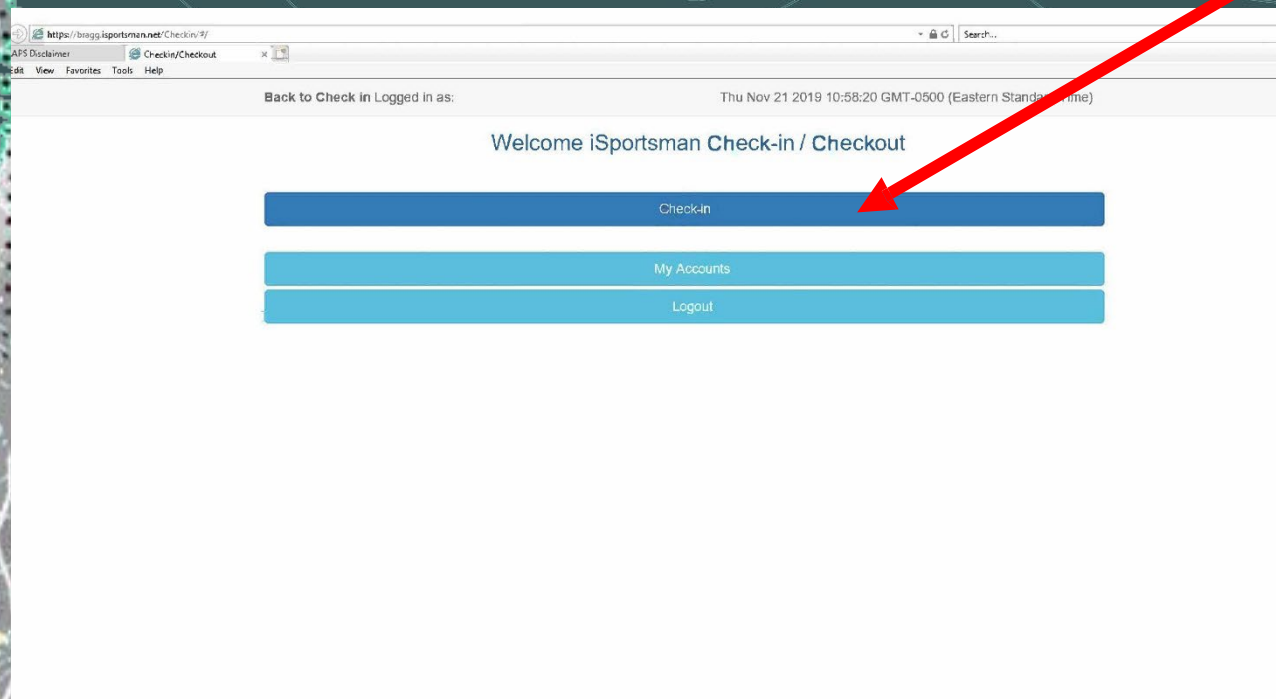 https://bragg.isportsman.net/Checkin/#/
Search...
APS Disclaimer
Checkin/Checkout
Edit View Favorites Tools Help
Back to Check in Logged in as:
Thu Nov 21 2019 10:58:20 GMT-0500 (Eastern Standard Time)
Welcome iSportsman Check-in / Checkout
Check-in
My Accounts
Logout